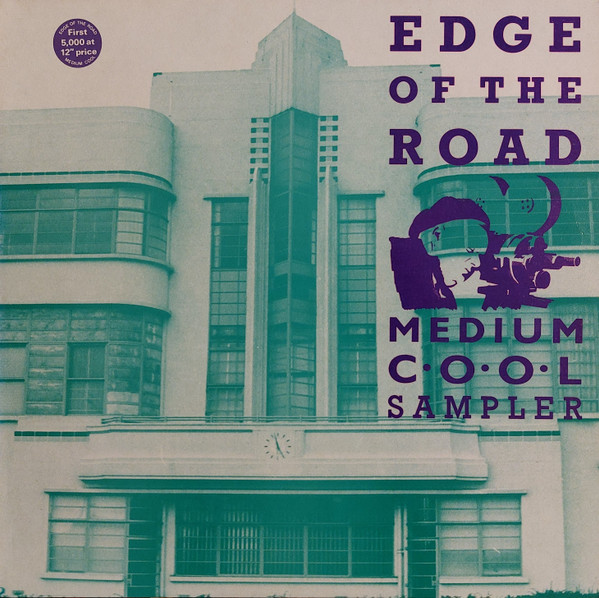 EDGE OF THE ROAD
First
5,000 at
12" price
MEDIUM COOL
EDGE
OF THE
ROAD
MEDIUM
C·O·O·L
SAMPLER